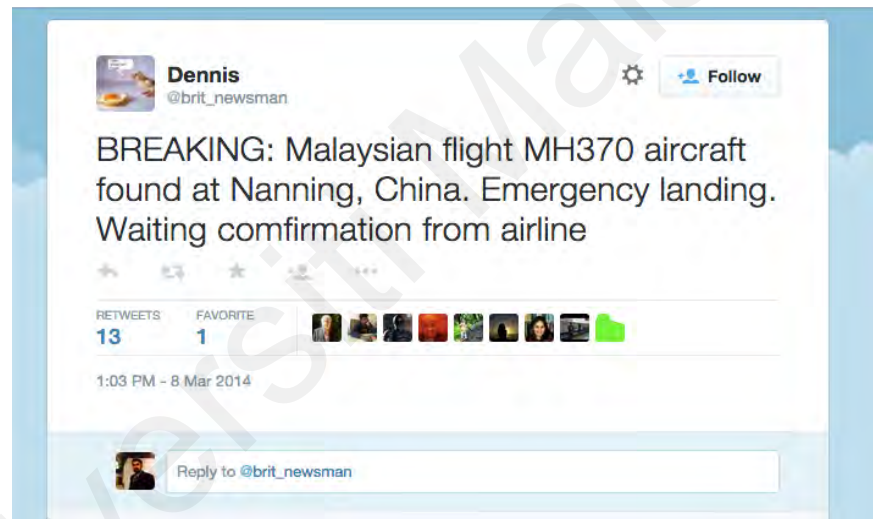 Dennis
@brit_newsman
Follow
BREAKING: Malaysian flight MH370 aircraft
found at Nanning, China. Emergency landing.
Waiting comfirmation from airline
RETWEETS FAVORITE
13 1
1:03 PM - 8 Mar 2014
Reply to @brit_newsman